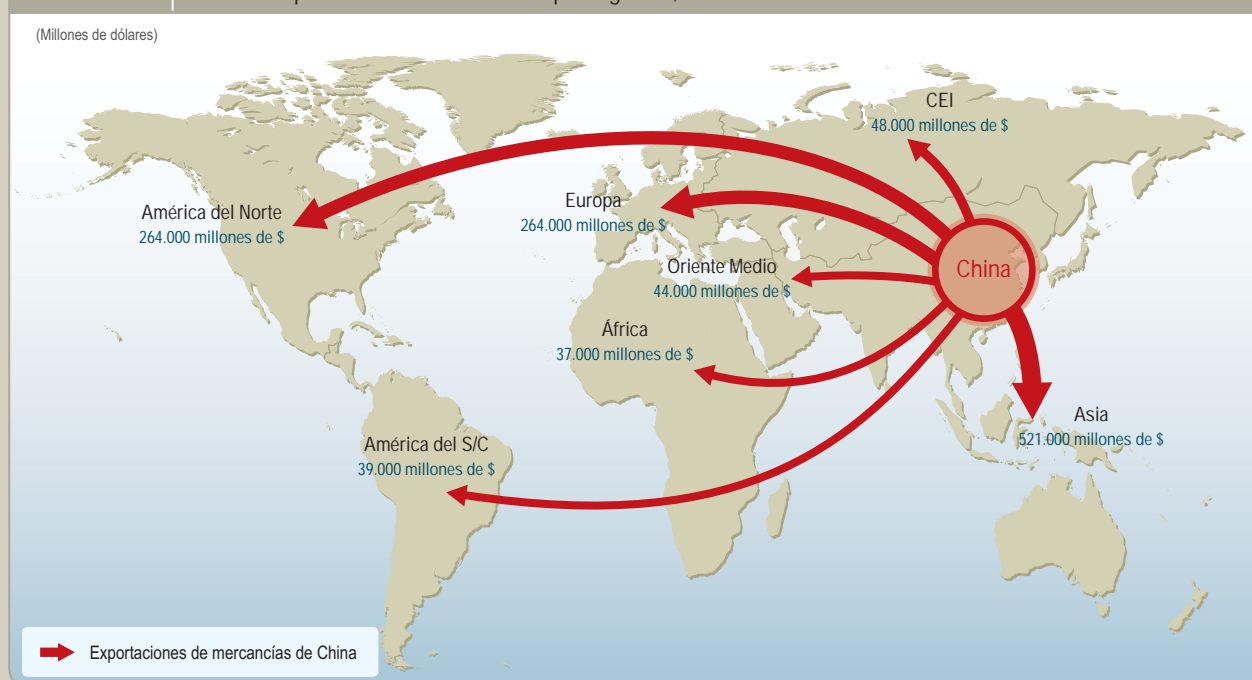 (Millones de dólares)
CEI
48.000 millones de $
Europa
264.000 millones de $
América del Norte
264.000 millones de $
Oriente Medio
44.000 millones de $
China
África
37.000 millones de $
Asia
521.000 millones de $
América del S/C
39.000 millones de $
Exportaciones de mercancías de China